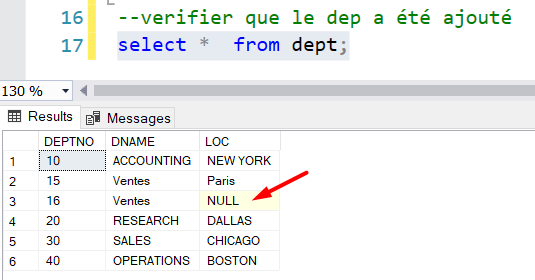 16 --verifier que le dep a été ajouté
17 select * from dept;
130 %
Results Messages
DEPTNO DNAME LOC
1 10 ACCOUNTING NEW YORK
2 15 Ventes Paris
3 16 Ventes NULL
4 20 RESEARCH DALLAS
5 30 SALES CHICAGO
6 40 OPERATIONS BOSTON